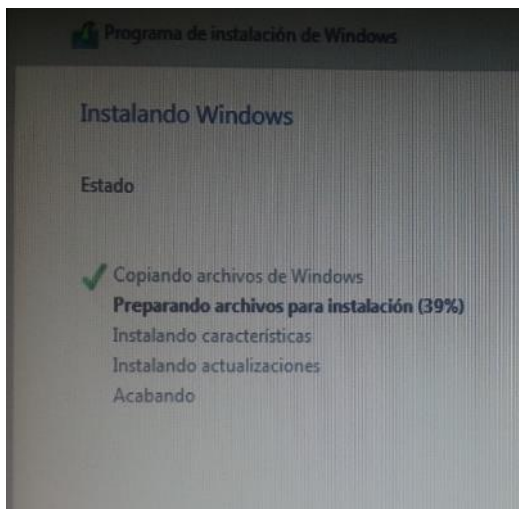 Programa de instalación de Windows
Instalando Windows
Estado
Copiando archivos de Windows
Preparando archivos para instalación (39%)
Instalando características
Instalando actualizaciones
Acabando